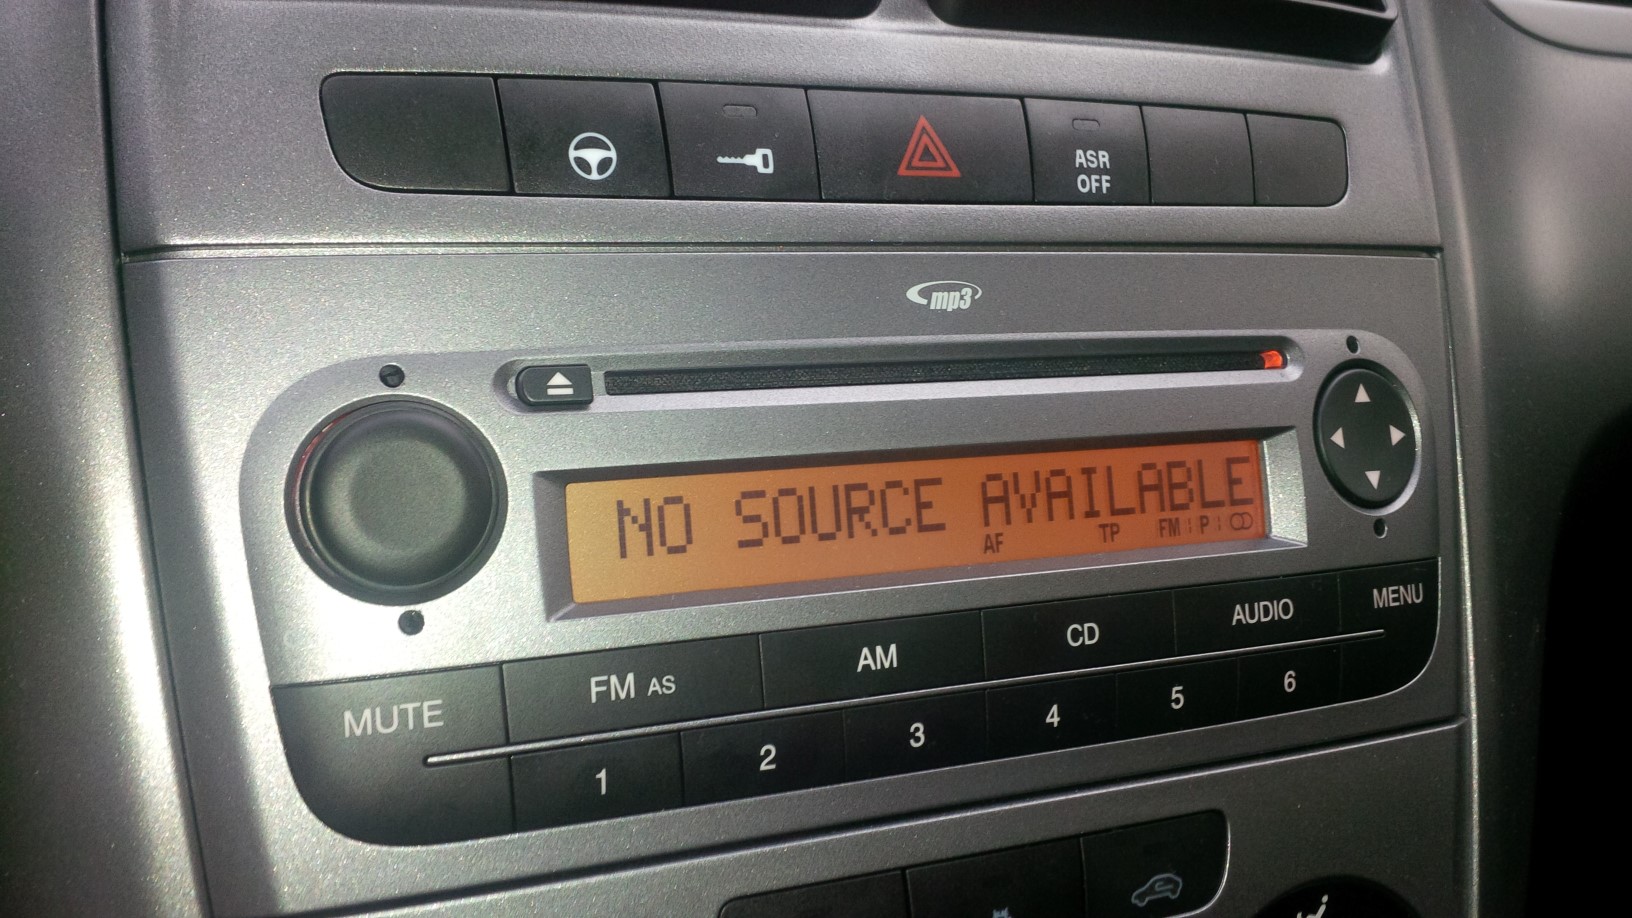 ASR
OFF
mp3
NO SOURCE AVAILABLE
AF TP FM P
MUTE FM AS AM CD AUDIO MENU
1 2 3 4 5 6